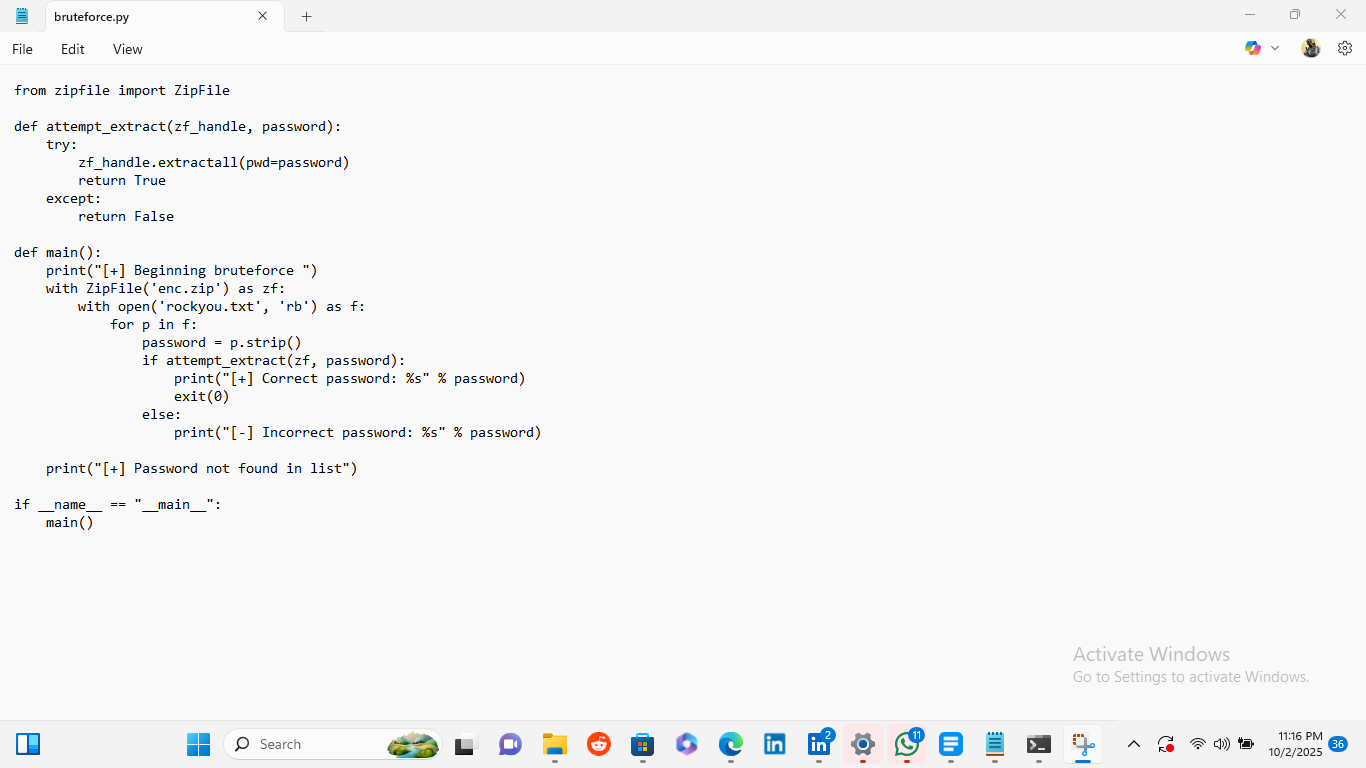 bruteforce.py
File Edit View
from zipfile import ZipFile
def attempt_extract(zf_handle, password):
    try:
        zf_handle.extractall(pwd=password)
        return True
    except:
        return False
def main():
    print("[+] Beginning bruteforce ")
    with ZipFile('enc.zip') as zf:
        with open('rockyou.txt', 'rb') as f:
            for p in f:
                password = p.strip()
                if attempt_extract(zf, password):
                    print("[+] Correct password: %s" % password)
                    exit(0)
                else:
                    print("[-] Incorrect password: %s" % password)
    print("[+] Password not found in list")
if __name__ == "__main__":
    main()
Activate Windows
Go to Settings to activate Windows.
Search
in
in 2
11
11:16 PM
10/2/2025
36